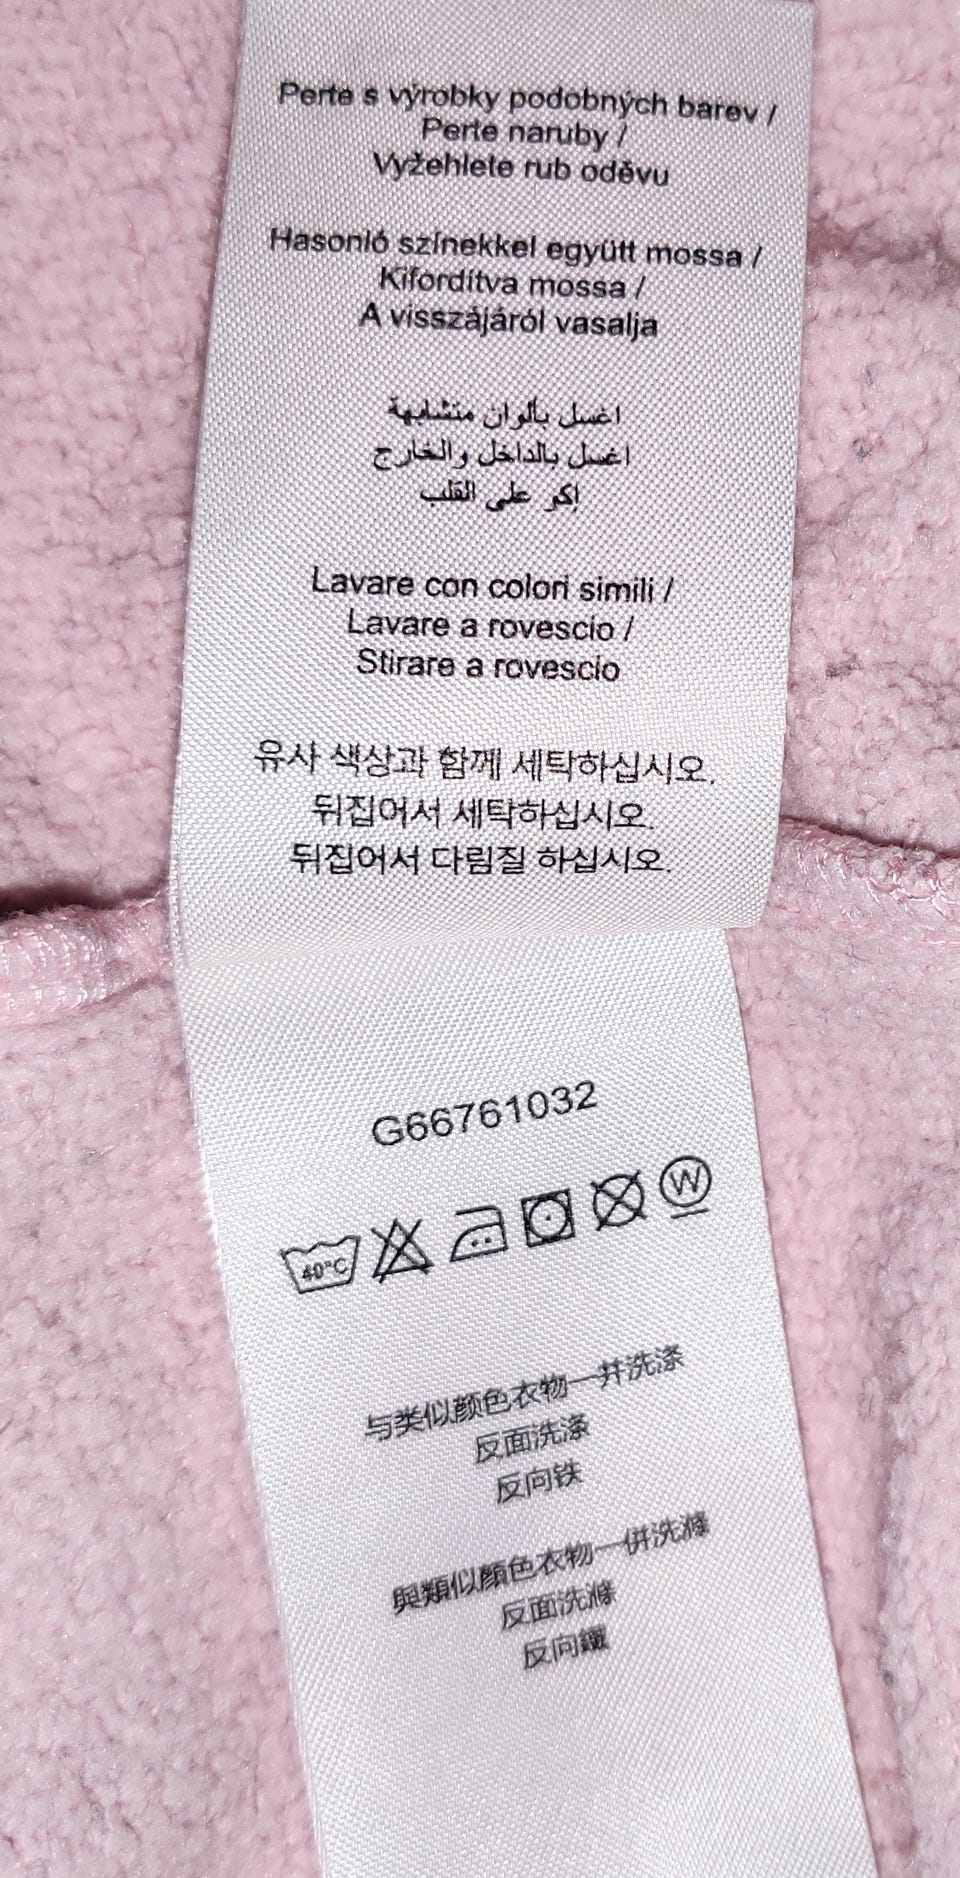 Perte s výrobky podobných barev /
Perte naruby /
Vyžehlete rub oděvu
Hasonló színekkel együtt mossa /
Kifordítva mossa /
A visszájáról vasalja
اغسل بألوان متشابهة
اغسل بالداخل والخارج
إكو على القلب
Lavare con colori simili /
Lavare a rovescio /
Stirare a rovescio
유사 색상과 함께 세탁하십시오.
뒤집어서 세탁하십시오.
뒤집어서 다림질 하십시오.
G66761032
40°C W
与类似颜色衣物一并洗涤
反面洗涤
反向铁
與類似顏色衣物一併洗滌
反面洗滌
反向鐵